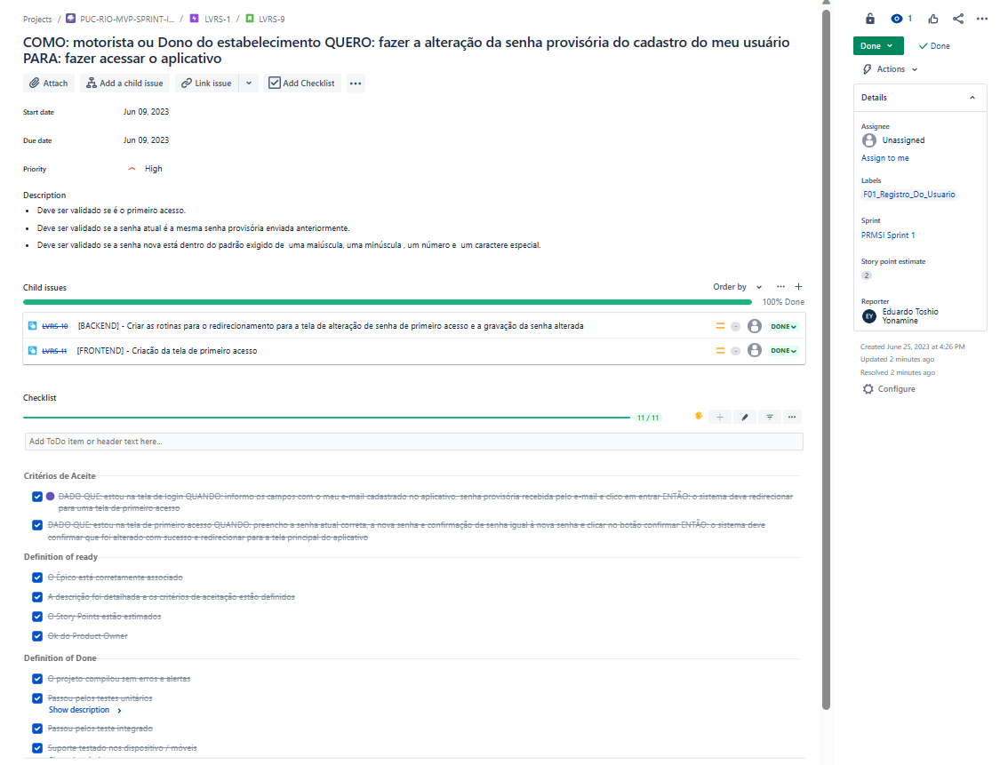 Projects / PUC-RIO-MVP-SPRINT-I... / LVRS-1 / LVRS-9
1
COMO: motorista ou Dono do estabelecimento QUERO: fazer a alteração da senha provisória do cadastro do meu usuário
PARA: fazer acessar o aplicativo
Done
Done
Actions
Attach
Add a child issue
Link issue
Add Checklist
Start date Jun 09, 2023
Due date Jun 09, 2023
Priority High
Description
• Deve ser validado se é o primeiro acesso.
• Deve ser validado se a senha atual é a mesma senha provisória enviada anteriormente.
• Deve ser validado se a senha nova está dentro do padrão exigido de uma maiúscula, uma minúscula , um número e um caractere especial.
Child issues Order by
100% Done
LVRS-10 [BACKEND] - Criar as rotinas para o redirecionamento para a tela de alteração de senha de primeiro acesso e a gravação da senha alterada - DONE
LVRS-11 [FRONTEND] - Criação da tela de primeiro acesso - DONE
Checklist
11 / 11
Add ToDo item or header text here...
Critérios de Aceite
DADO QUE: estou na tela de login QUANDO: informo os campos com o meu e-mail cadastrado no aplicativo, senha provisória recebida pelo e-mail e clico em entrar ENTÃO: o sistema deve redirecionar
para uma tela de primeiro acesso
DADO QUE: estou na tela de primeiro acesso QUANDO: preencho a senha atual correta, a nova senha e confirmação de senha igual à nova senha e clicar no botão confirmar ENTÃO: o sistema deve
confirmar que foi alterado com sucesso e redirecionar para a tela principal do aplicativo
Definition of ready
O Épico está corretamente associado
A descrição foi detalhada e os critérios de aceitação estão definidos
O Story Points estão estimados
Ok do Product Owner
Definition of Done
O projeto compilou sem erros e alertas
Passou pelos testes unitários
Show description
Passou pelos teste integrado
Suporte testado nos dispositivo / móveis
Details
Assignee
Unassigned
Assign to me
Labels
F01_Registro_Do_Usuario
Sprint
PRMSI Sprint 1
Story point estimate
2
Reporter
EY
Eduardo Toshio
Yonamine
Created June 25, 2023 at 4:26 PM
Updated 2 minutes ago
Resolved 2 minutes ago
Configure